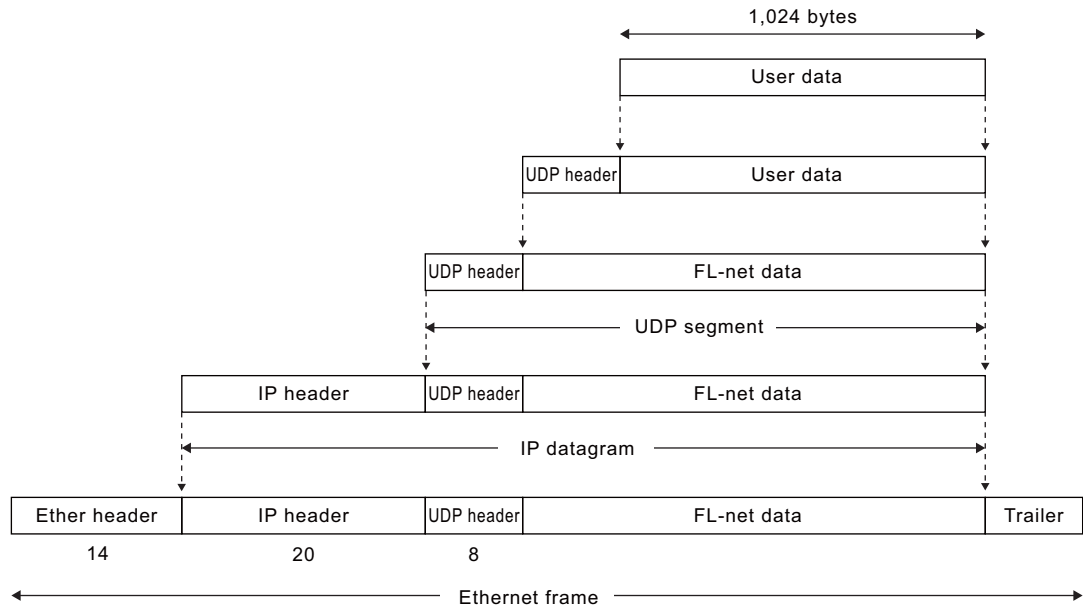 1,024 bytes
User data
UDP header User data
UDP header FL-net data
UDP segment
IP header UDP header FL-net data
IP datagram
Ether header IP header UDP header FL-net data Trailer
14 20 8
Ethernet frame